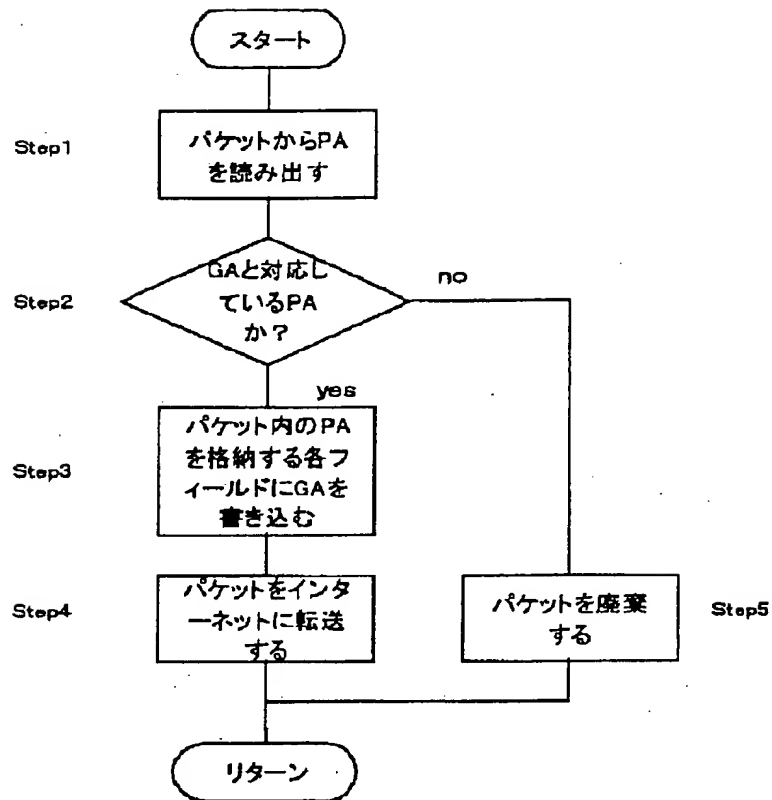 スタート
Step1
パケットからPA
を読み出す
Step2
GAと対応し
ているPA
か？
no
yes
Step3
パケット内のPA
を格納する各フ
ィールドにGAを
書き込む
Step4
パケットをインタ
ーネットに転送
する
パケットを廃棄
する
Step5
リターン